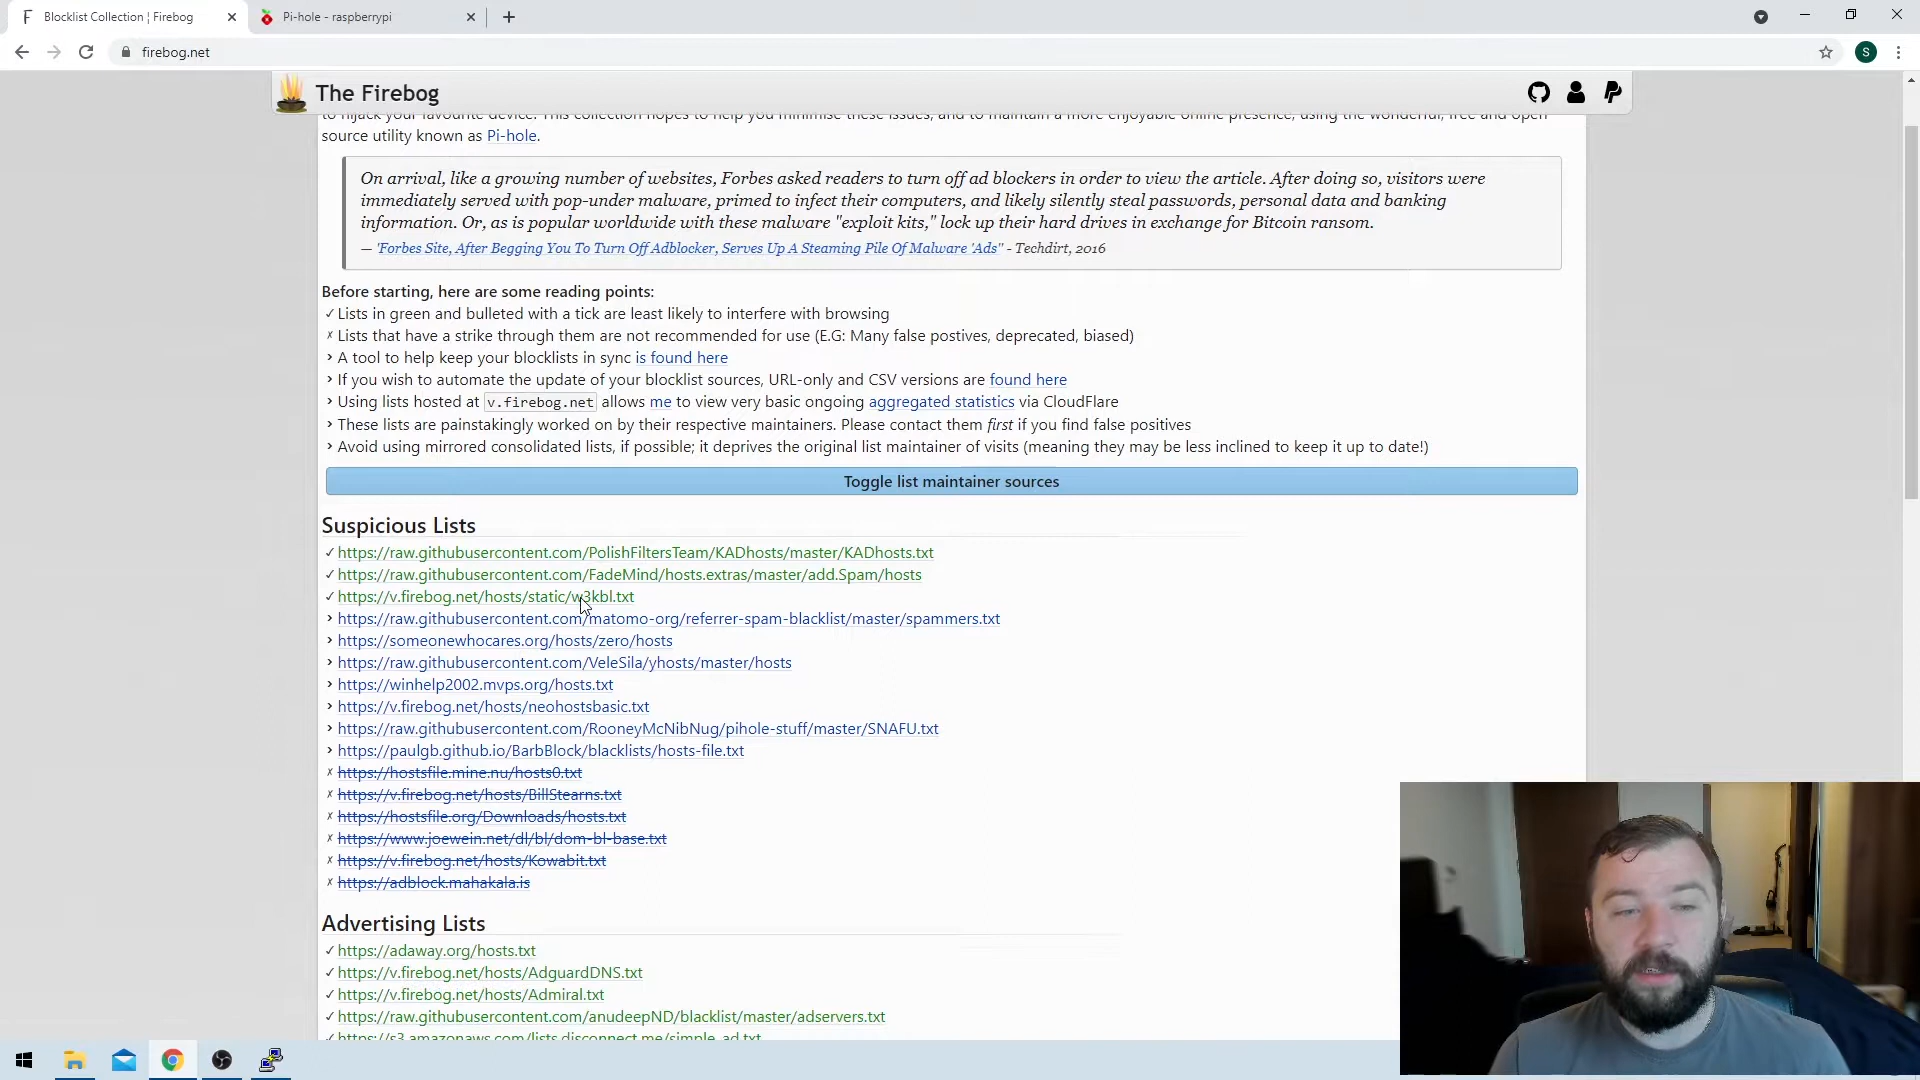 Blocklist Collection | Firebog
Pi-hole - raspberrypi
firebog.net
S
The Firebog
to hijack your favourite device. This collection hopes to help you minimise these issues, and to maintain a more enjoyable online presence, using the wonderful, free and open
source utility known as Pi-hole.
On arrival, like a growing number of websites, Forbes asked readers to turn off ad blockers in order to view the article. After doing so, visitors were
immediately served with pop-under malware, primed to infect their computers, and likely silently steal passwords, personal data and banking
information. Or, as is popular worldwide with these malware "exploit kits," lock up their hard drives in exchange for Bitcoin ransom.
— 'Forbes Site, After Begging You To Turn Off Adblocker, Serves Up A Steaming Pile Of Malware 'Ads'' - Techdirt, 2016
Before starting, here are some reading points:
✓ Lists in green and bulleted with a tick are least likely to interfere with browsing
✗ Lists that have a strike through them are not recommended for use (E.G: Many false postives, deprecated, biased)
› A tool to help keep your blocklists in sync is found here
› If you wish to automate the update of your blocklist sources, URL-only and CSV versions are found here
› Using lists hosted at v.firebog.net allows me to view very basic ongoing aggregated statistics via CloudFlare
› These lists are painstakingly worked on by their respective maintainers. Please contact them first if you find false positives
› Avoid using mirrored consolidated lists, if possible; it deprives the original list maintainer of visits (meaning they may be less inclined to keep it up to date!)
Toggle list maintainer sources
Suspicious Lists
✓ https://raw.githubusercontent.com/PolishFiltersTeam/KADhosts/master/KADhosts.txt
✓ https://raw.githubusercontent.com/FadeMind/hosts.extras/master/add.Spam/hosts
✓ https://v.firebog.net/hosts/static/w3kbl.txt
› https://raw.githubusercontent.com/matomo-org/referrer-spam-blacklist/master/spammers.txt
› https://someonewhocares.org/hosts/zero/hosts
› https://raw.githubusercontent.com/VeleSila/yhosts/master/hosts
› https://winhelp2002.mvps.org/hosts.txt
› https://v.firebog.net/hosts/neohostsbasic.txt
› https://raw.githubusercontent.com/RooneyMcNibNug/pihole-stuff/master/SNAFU.txt
› https://paulgb.github.io/BarbBlock/blacklists/hosts-file.txt
✗ https://hostsfile.mine.nu/hosts0.txt
✗ https://v.firebog.net/hosts/BillStearns.txt
✗ https://hostsfile.org/Downloads/hosts.txt
✗ https://www.joewein.net/dl/bl/dom-bl-base.txt
✗ https://v.firebog.net/hosts/Kowabit.txt
✗ https://adblock.mahakala.is
Advertising Lists
✓ https://adaway.org/hosts.txt
✓ https://v.firebog.net/hosts/AdguardDNS.txt
✓ https://v.firebog.net/hosts/Admiral.txt
✓ https://raw.githubusercontent.com/anudeepND/blacklist/master/adservers.txt
✓ https://s3.amazonaws.com/lists.disconnect.me/simple_ad.txt